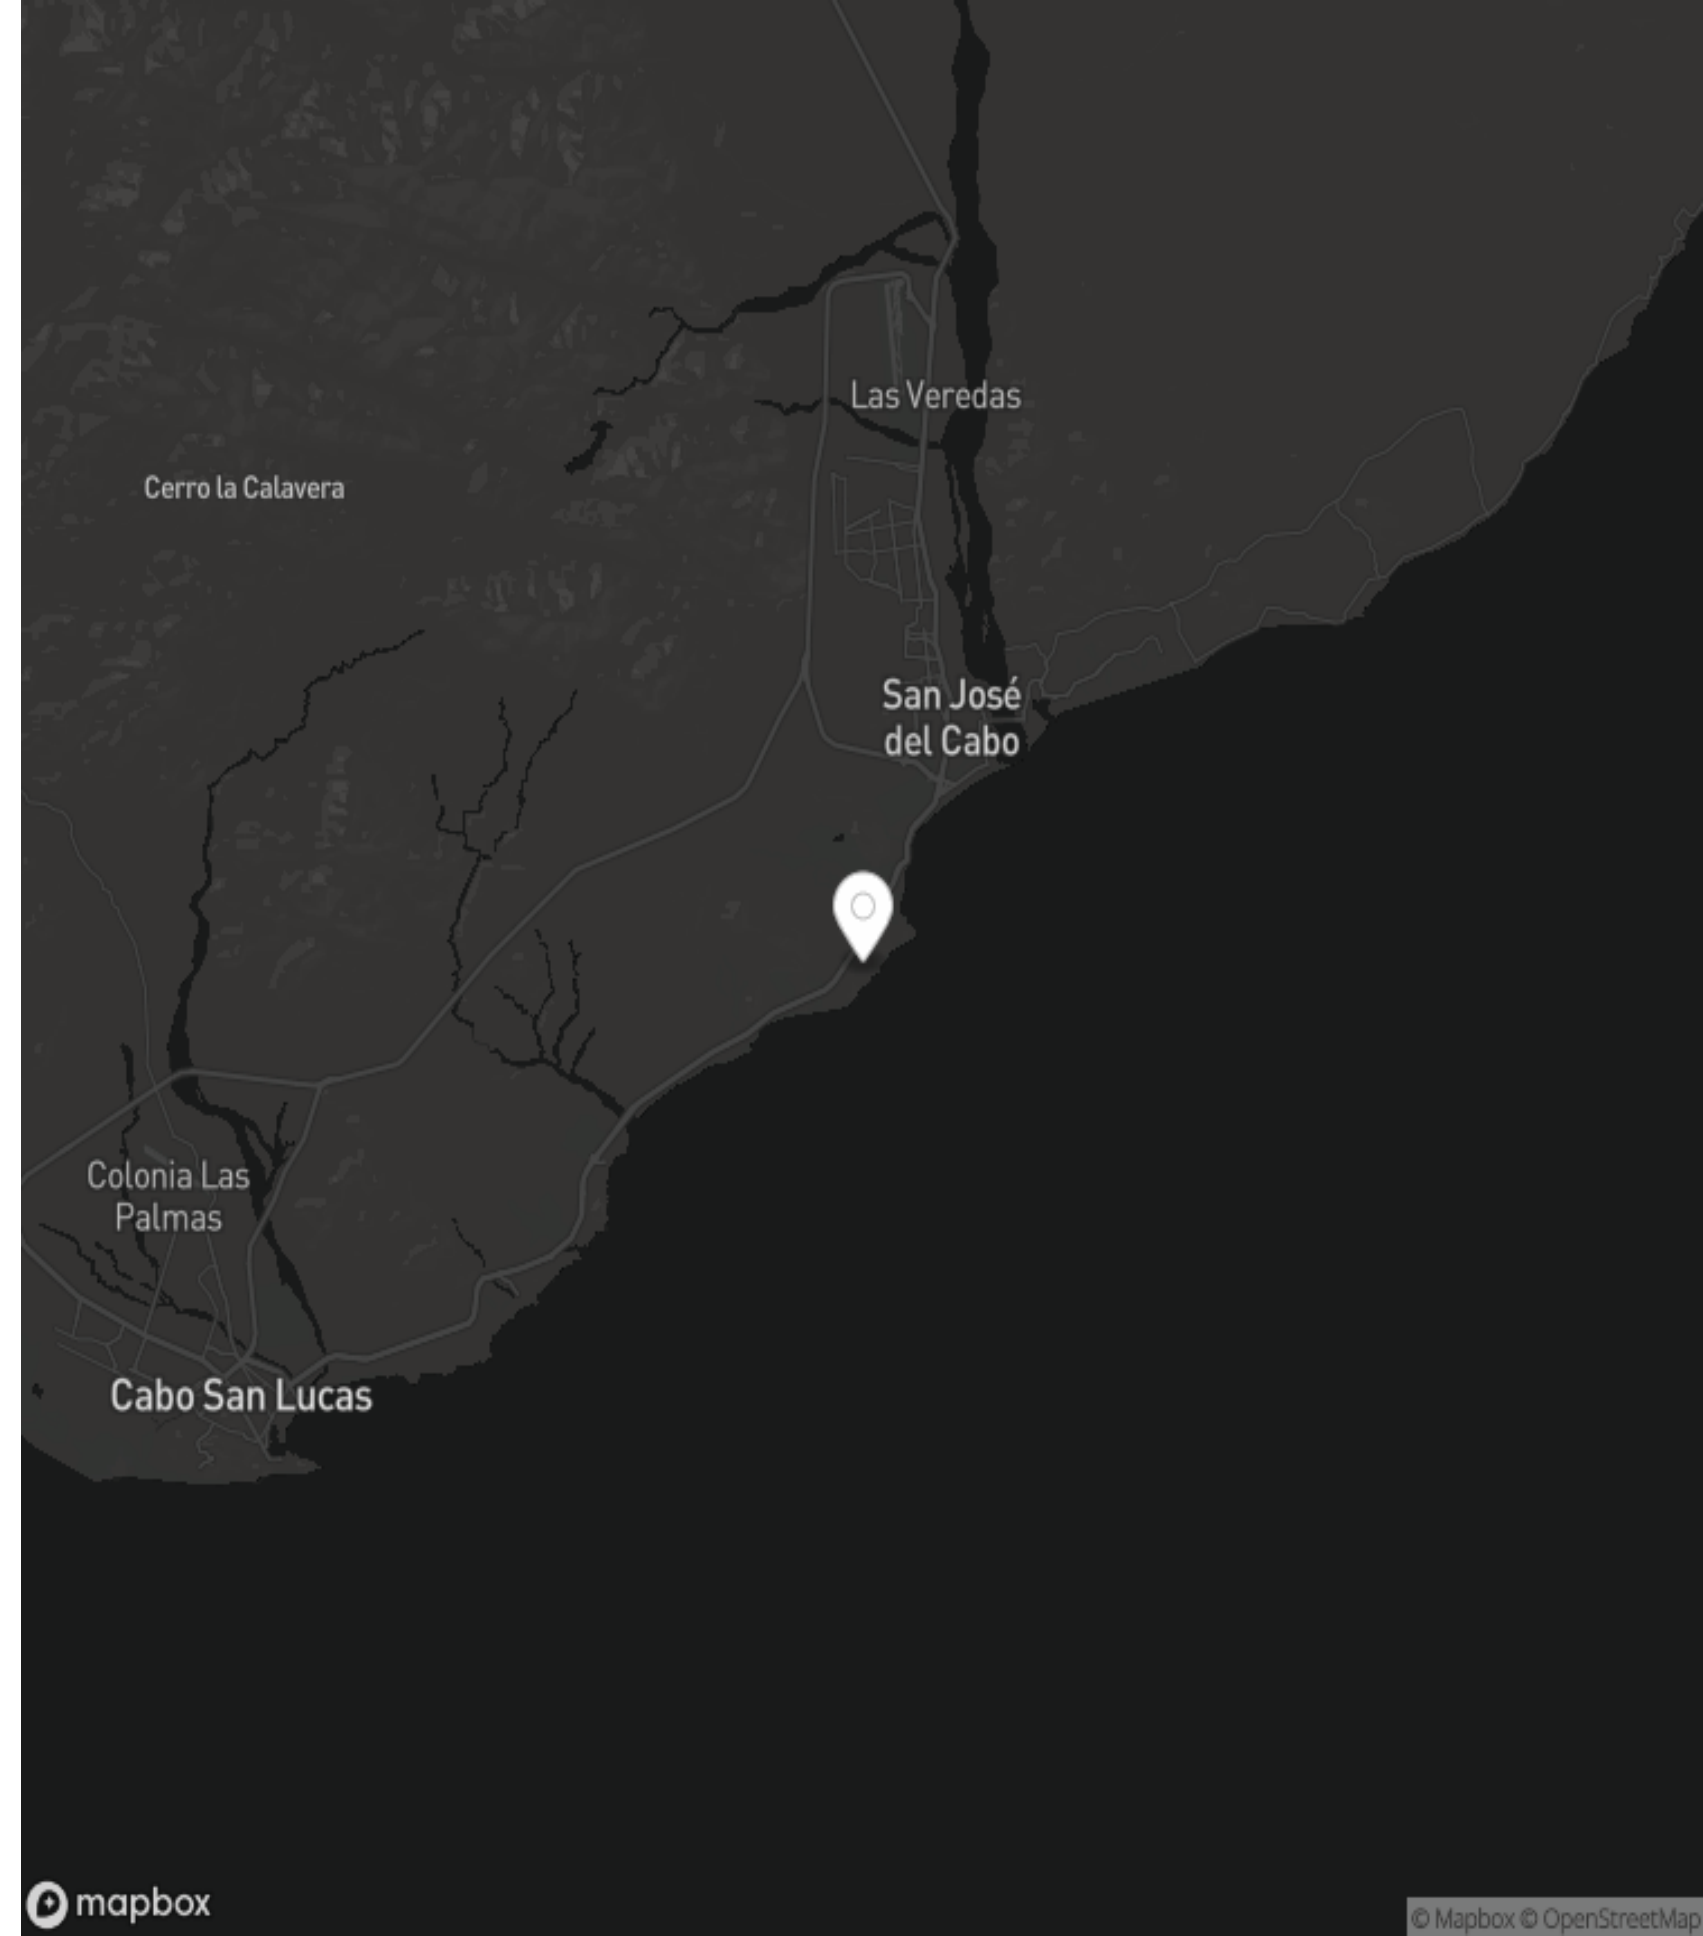 Las Veredas
Cerro la Calavera
San José
del Cabo
Colonia Las
Palmas
Cabo San Lucas
mapbox
© Mapbox © OpenStreetMap